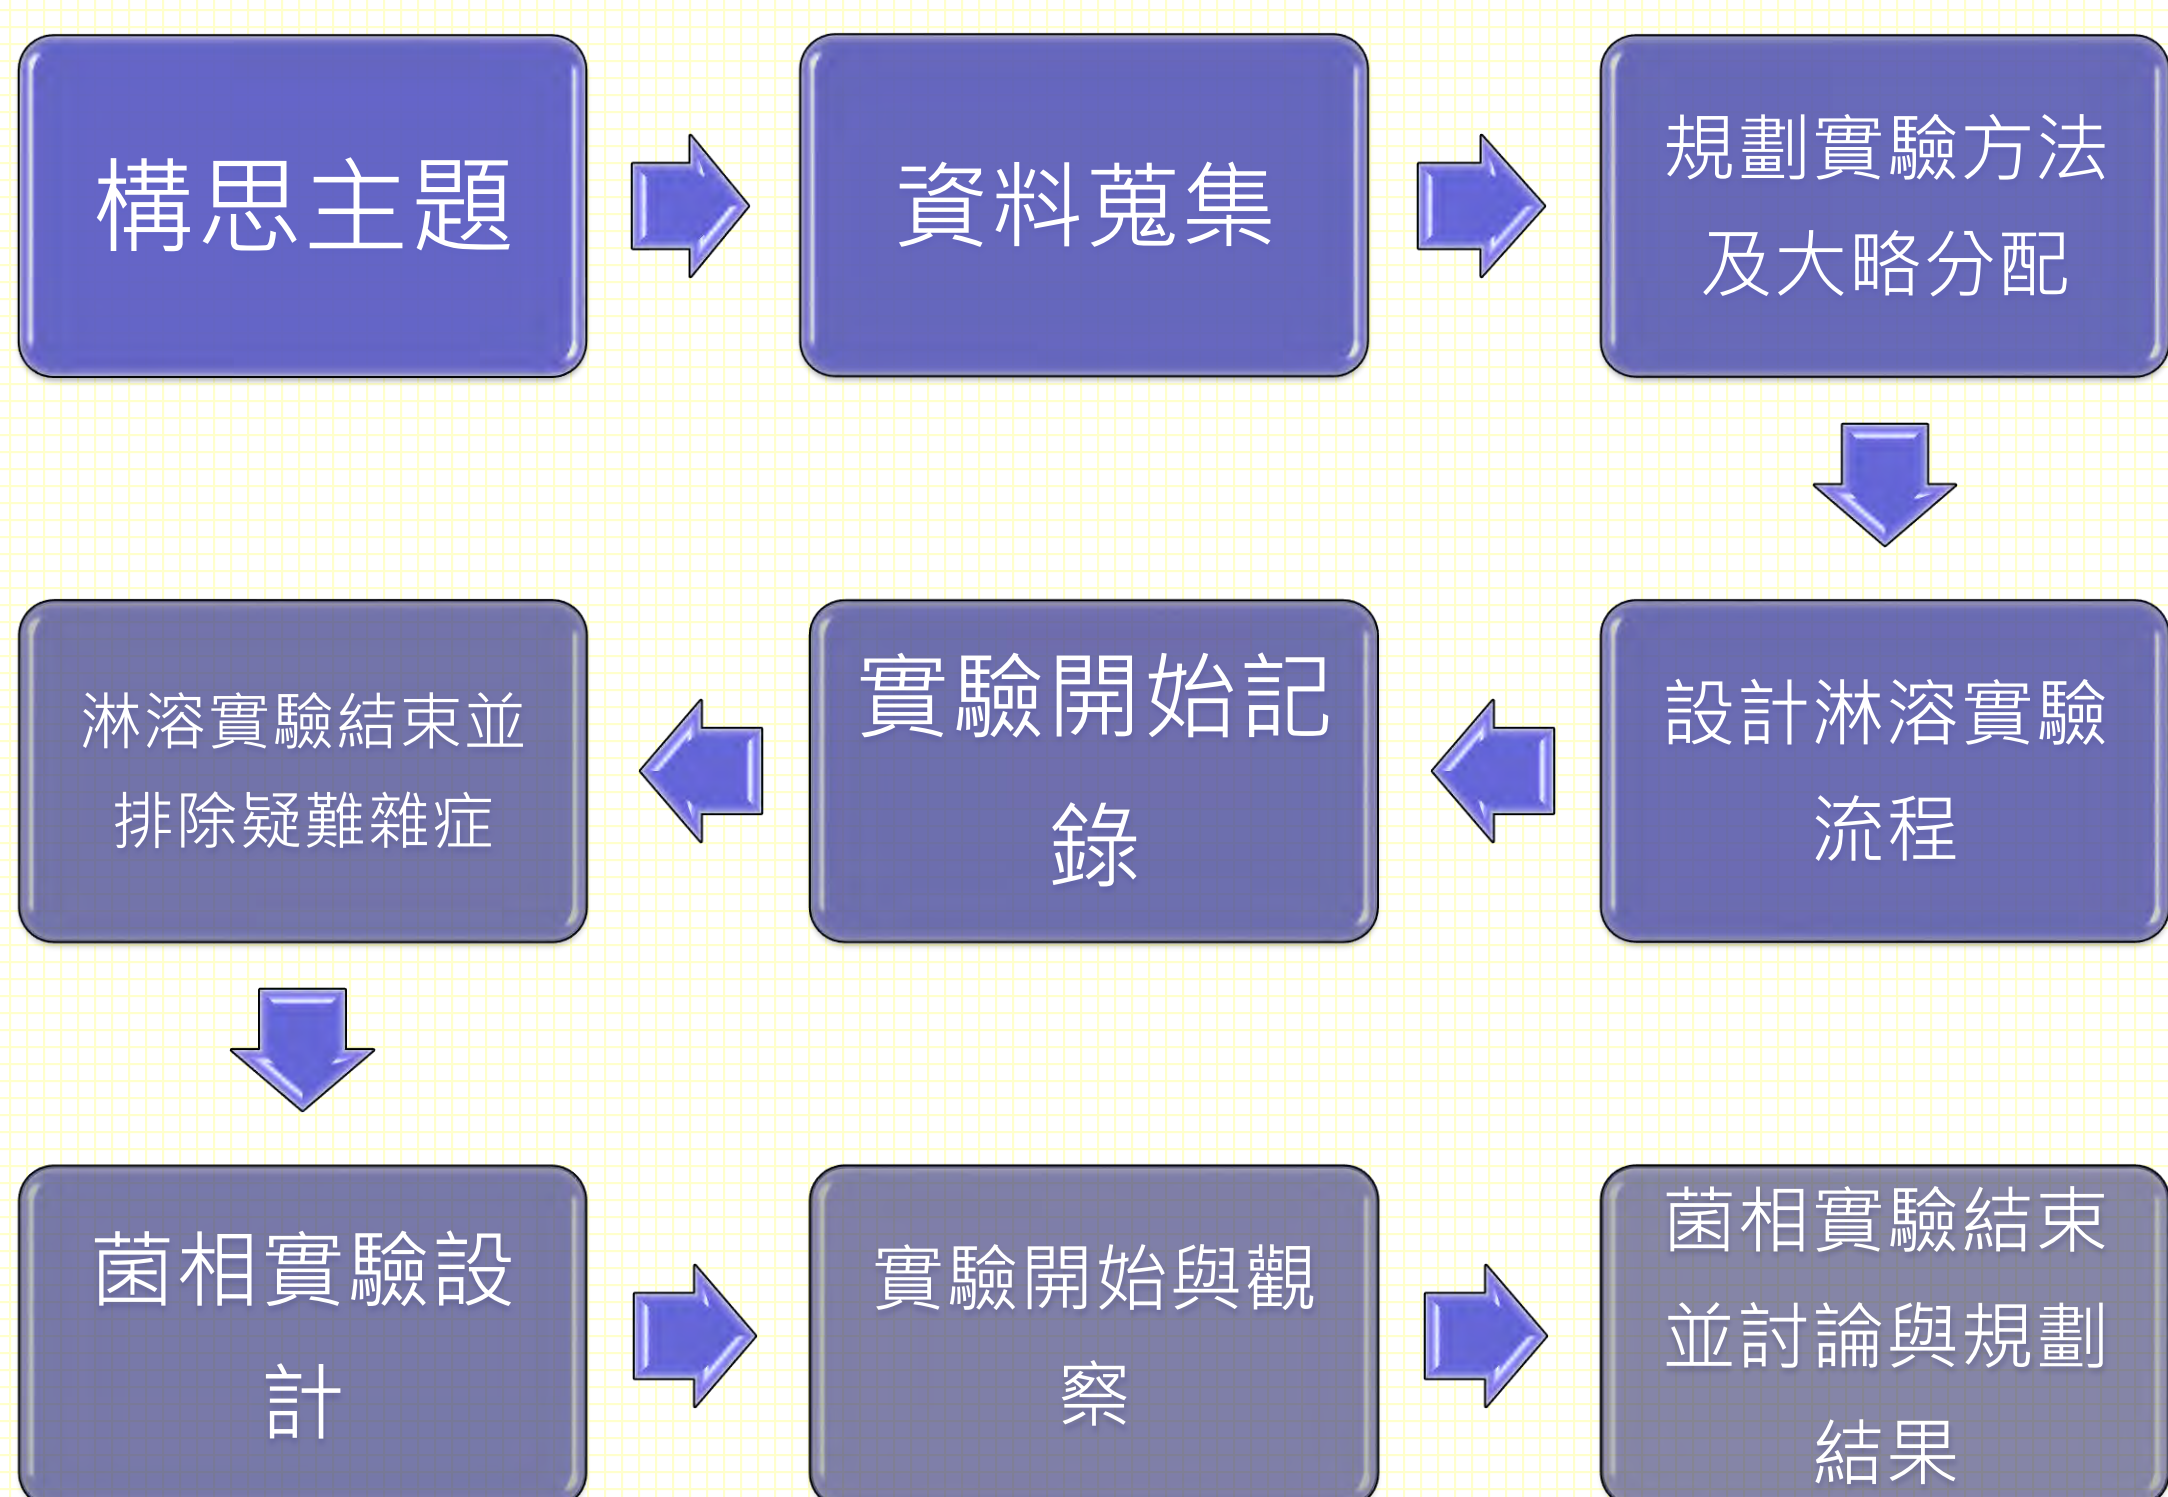 構思主題
資料蒐集
規劃實驗方法
及大略分配
設計淋溶實驗
流程
實驗開始記
錄
淋溶實驗結束並
排除疑難雜症
菌相實驗設
計
實驗開始與觀
察
菌相實驗結束
並討論與規劃
結果